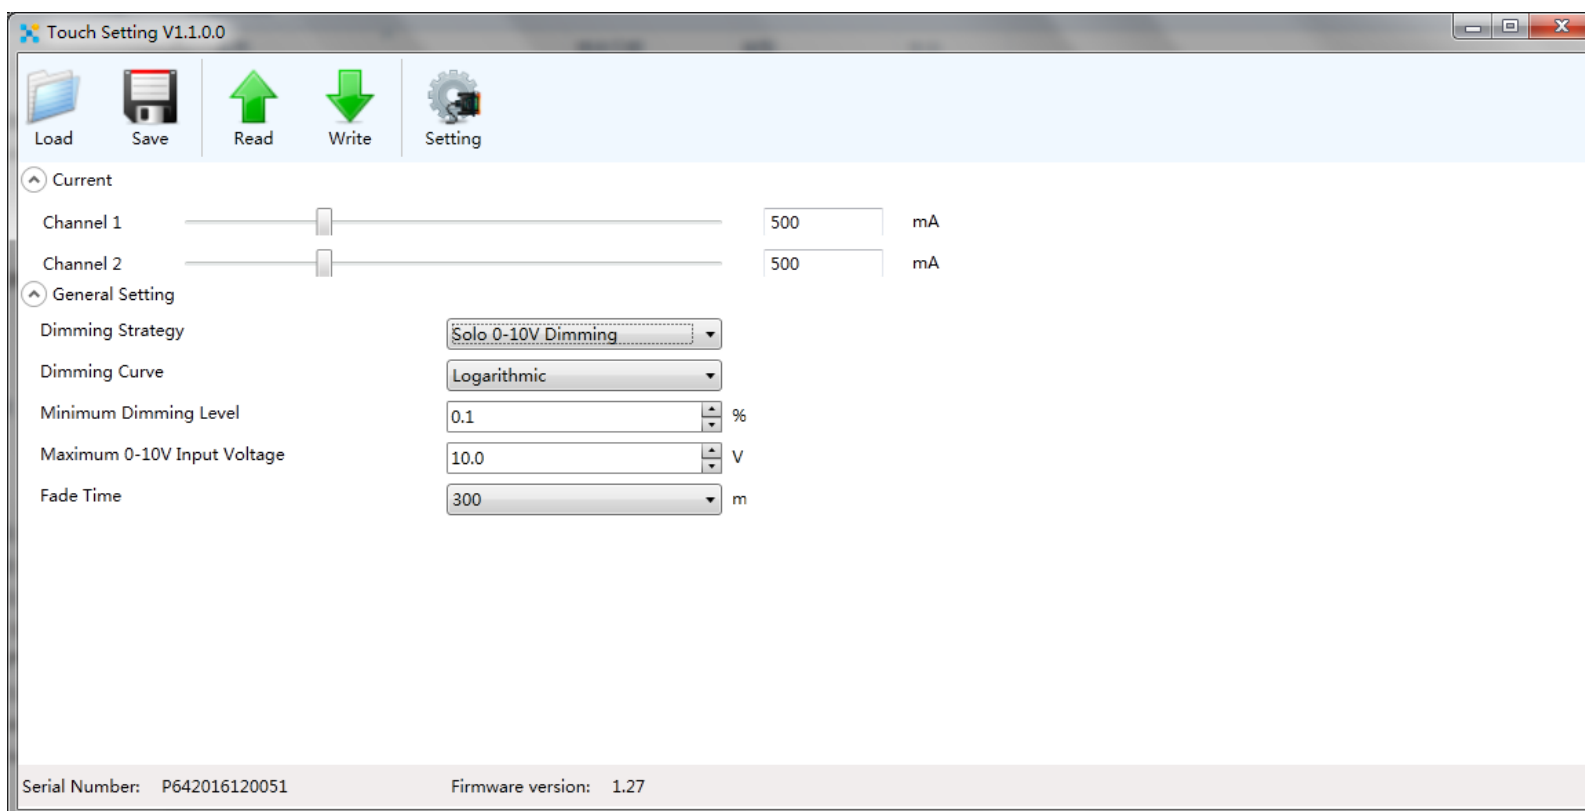 Touch Setting V1.1.0.0
Load Save Read Write Setting
Current
Channel 1 500 mA
Channel 2 500 mA
General Setting
Dimming Strategy Solo 0-10V Dimming
Dimming Curve Logarithmic
Minimum Dimming Level 0.1 %
Maximum 0-10V Input Voltage 10.0 V
Fade Time 300 m
Serial Number: P642016120051 Firmware version: 1.27